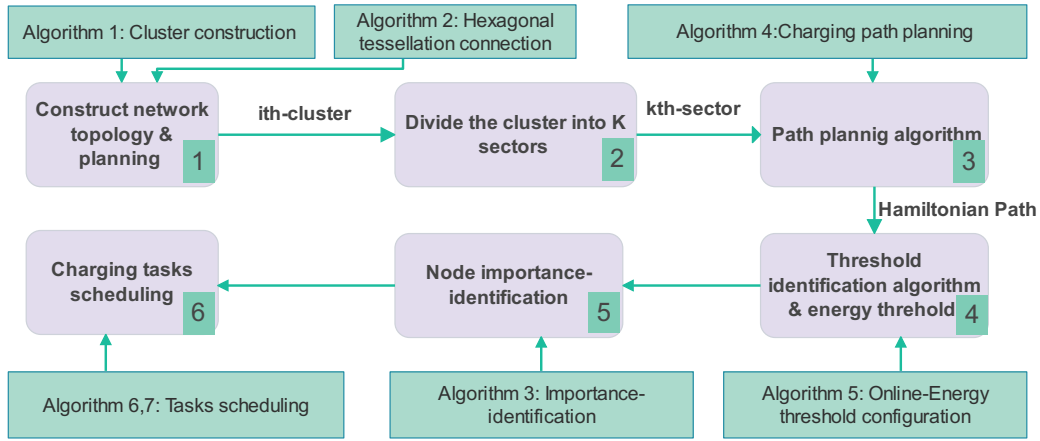 Algorithm 1: Cluster construction
Algorithm 2: Hexagonal
tessellation connection
Algorithm 4:Charging path planning
Construct network
topology &
planning
1
ith-cluster
Divide the cluster into K
sectors
2
kth-sector
Path plannig algorithm
3
Hamiltonian Path
Threshold
identification algorithm
& energy threhold
4
Node importance-
identification
5
Charging tasks
scheduling
6
Algorithm 6,7: Tasks scheduling
Algorithm 3: Importance-
identification
Algorithm 5: Online-Energy
threshold configuration